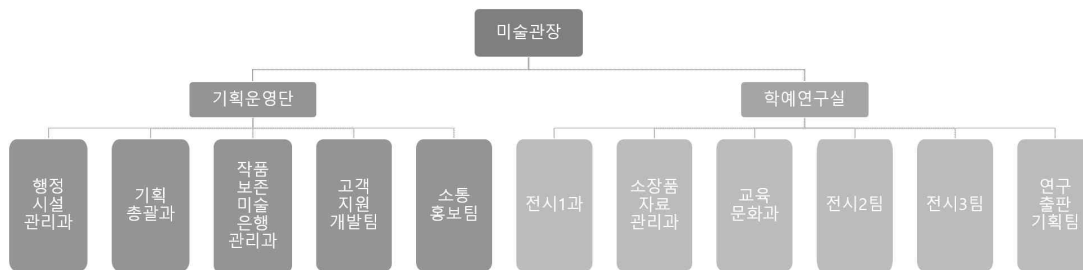 미술관장
기획운영단
학예연구실
행정
시설
관리과
기획
총괄과
작품
보존
미술
은행
관리과
고객
지원
개발팀
소통
홍보팀
전시1과
소장품
자료
관리과
교육
문화과
전시2팀
전시3팀
연구
출판
기획팀